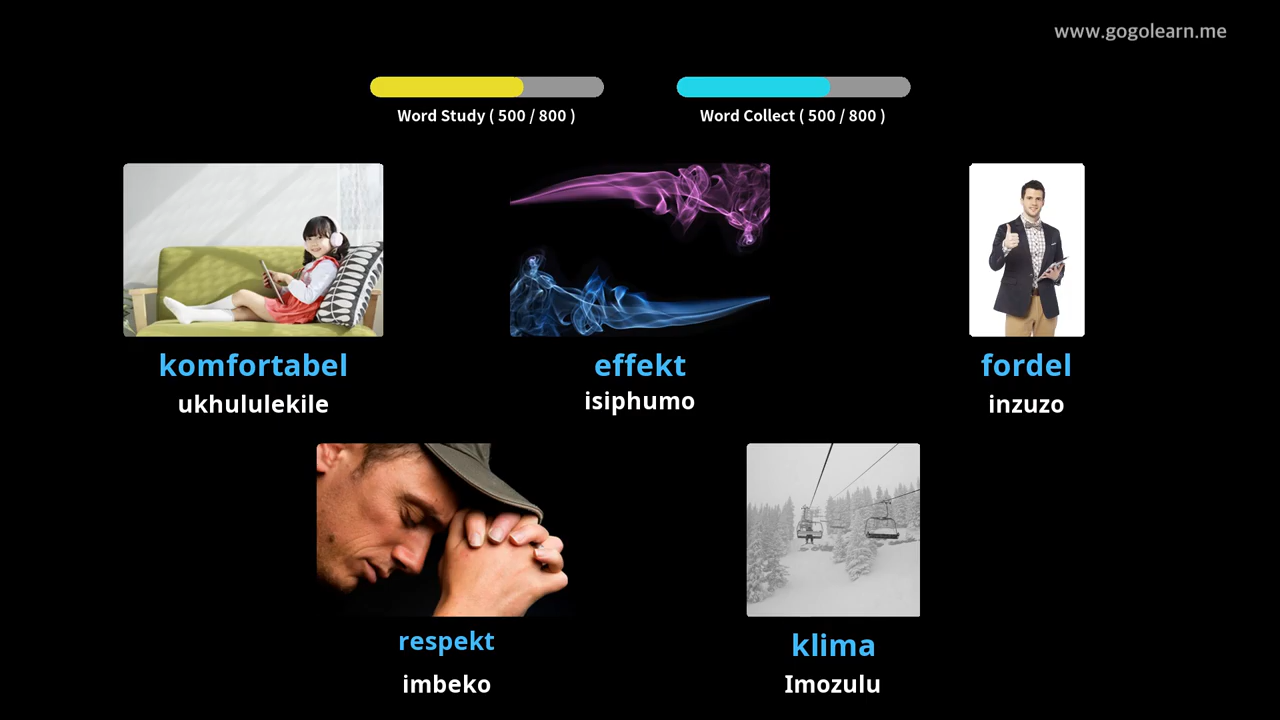 www.gogolearn.me
Word Study ( 500 / 800 )
Word Collect ( 500 / 800 )
komfortabel
ukhululekile
effekt
isiphumo
fordel
inzuzo
respekt
imbeko
klima
Imozulu